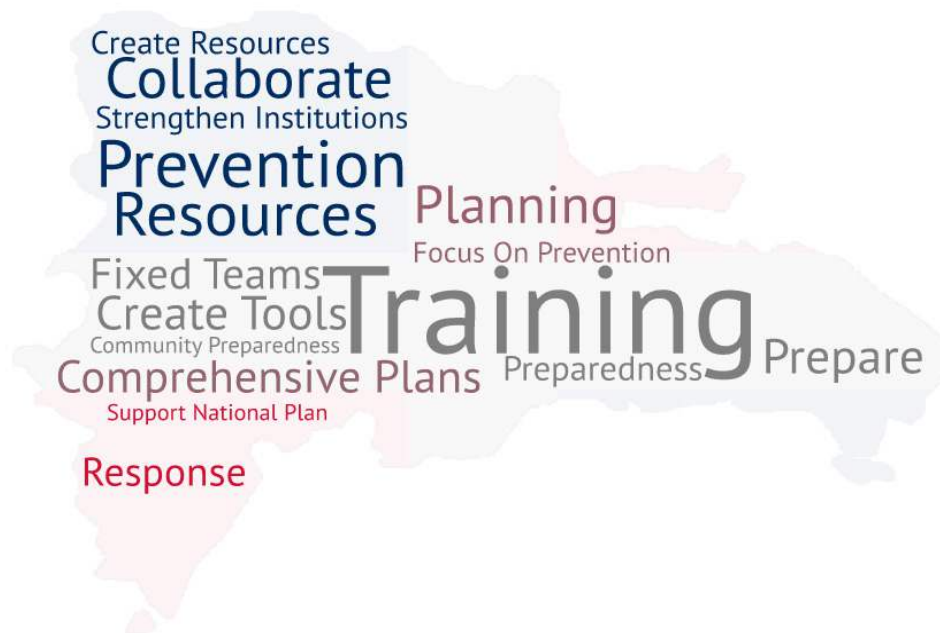 Create Resources
Collaborate
Strengthen Institutions
Prevention
Resources
Planning
Focus On Prevention
Fixed Teams
Training
Create Tools
Community Preparedness
Comprehensive Plans
Preparedness
Prepare
Support National Plan
Response